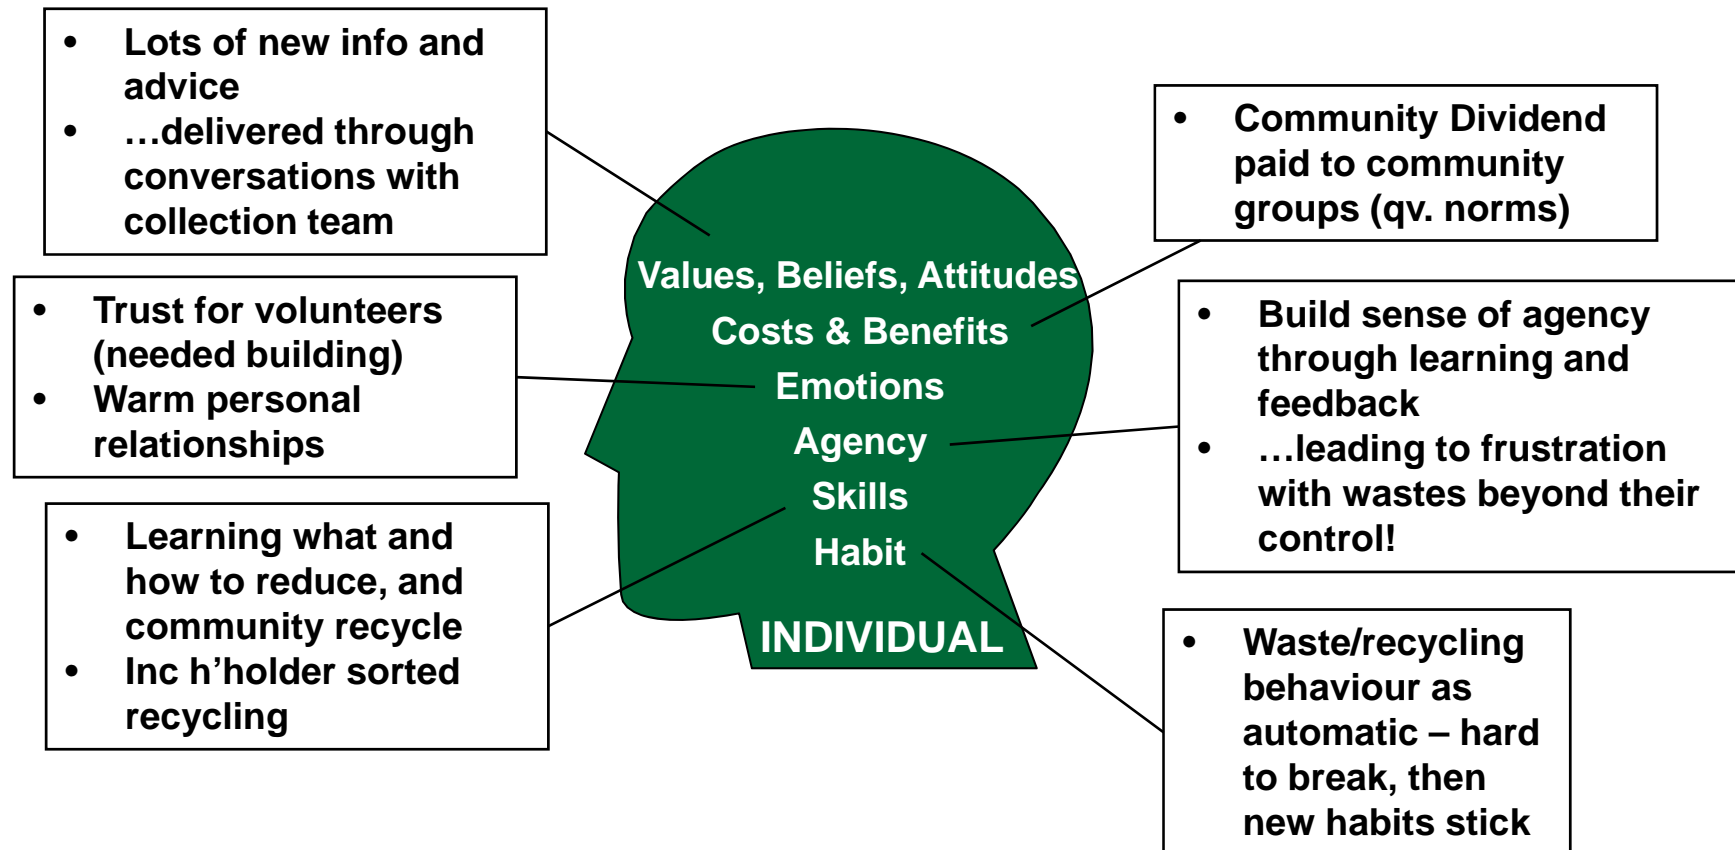 • Lots of new info and
advice
• …delivered through
conversations with
collection team
• Trust for volunteers
(needed building)
• Warm personal
relationships
• Learning what and
how to reduce, and
community recycle
• Inc h’holder sorted
recycling
Values, Beliefs, Attitudes
Costs & Benefits
Emotions
Agency
Skills
Habit
INDIVIDUAL
• Community Dividend
paid to community
groups (qv. norms)
• Build sense of agency
through learning and
feedback
• …leading to frustration
with wastes beyond their
control!
• Waste/recycling
behaviour as
automatic – hard
to break, then
new habits stick